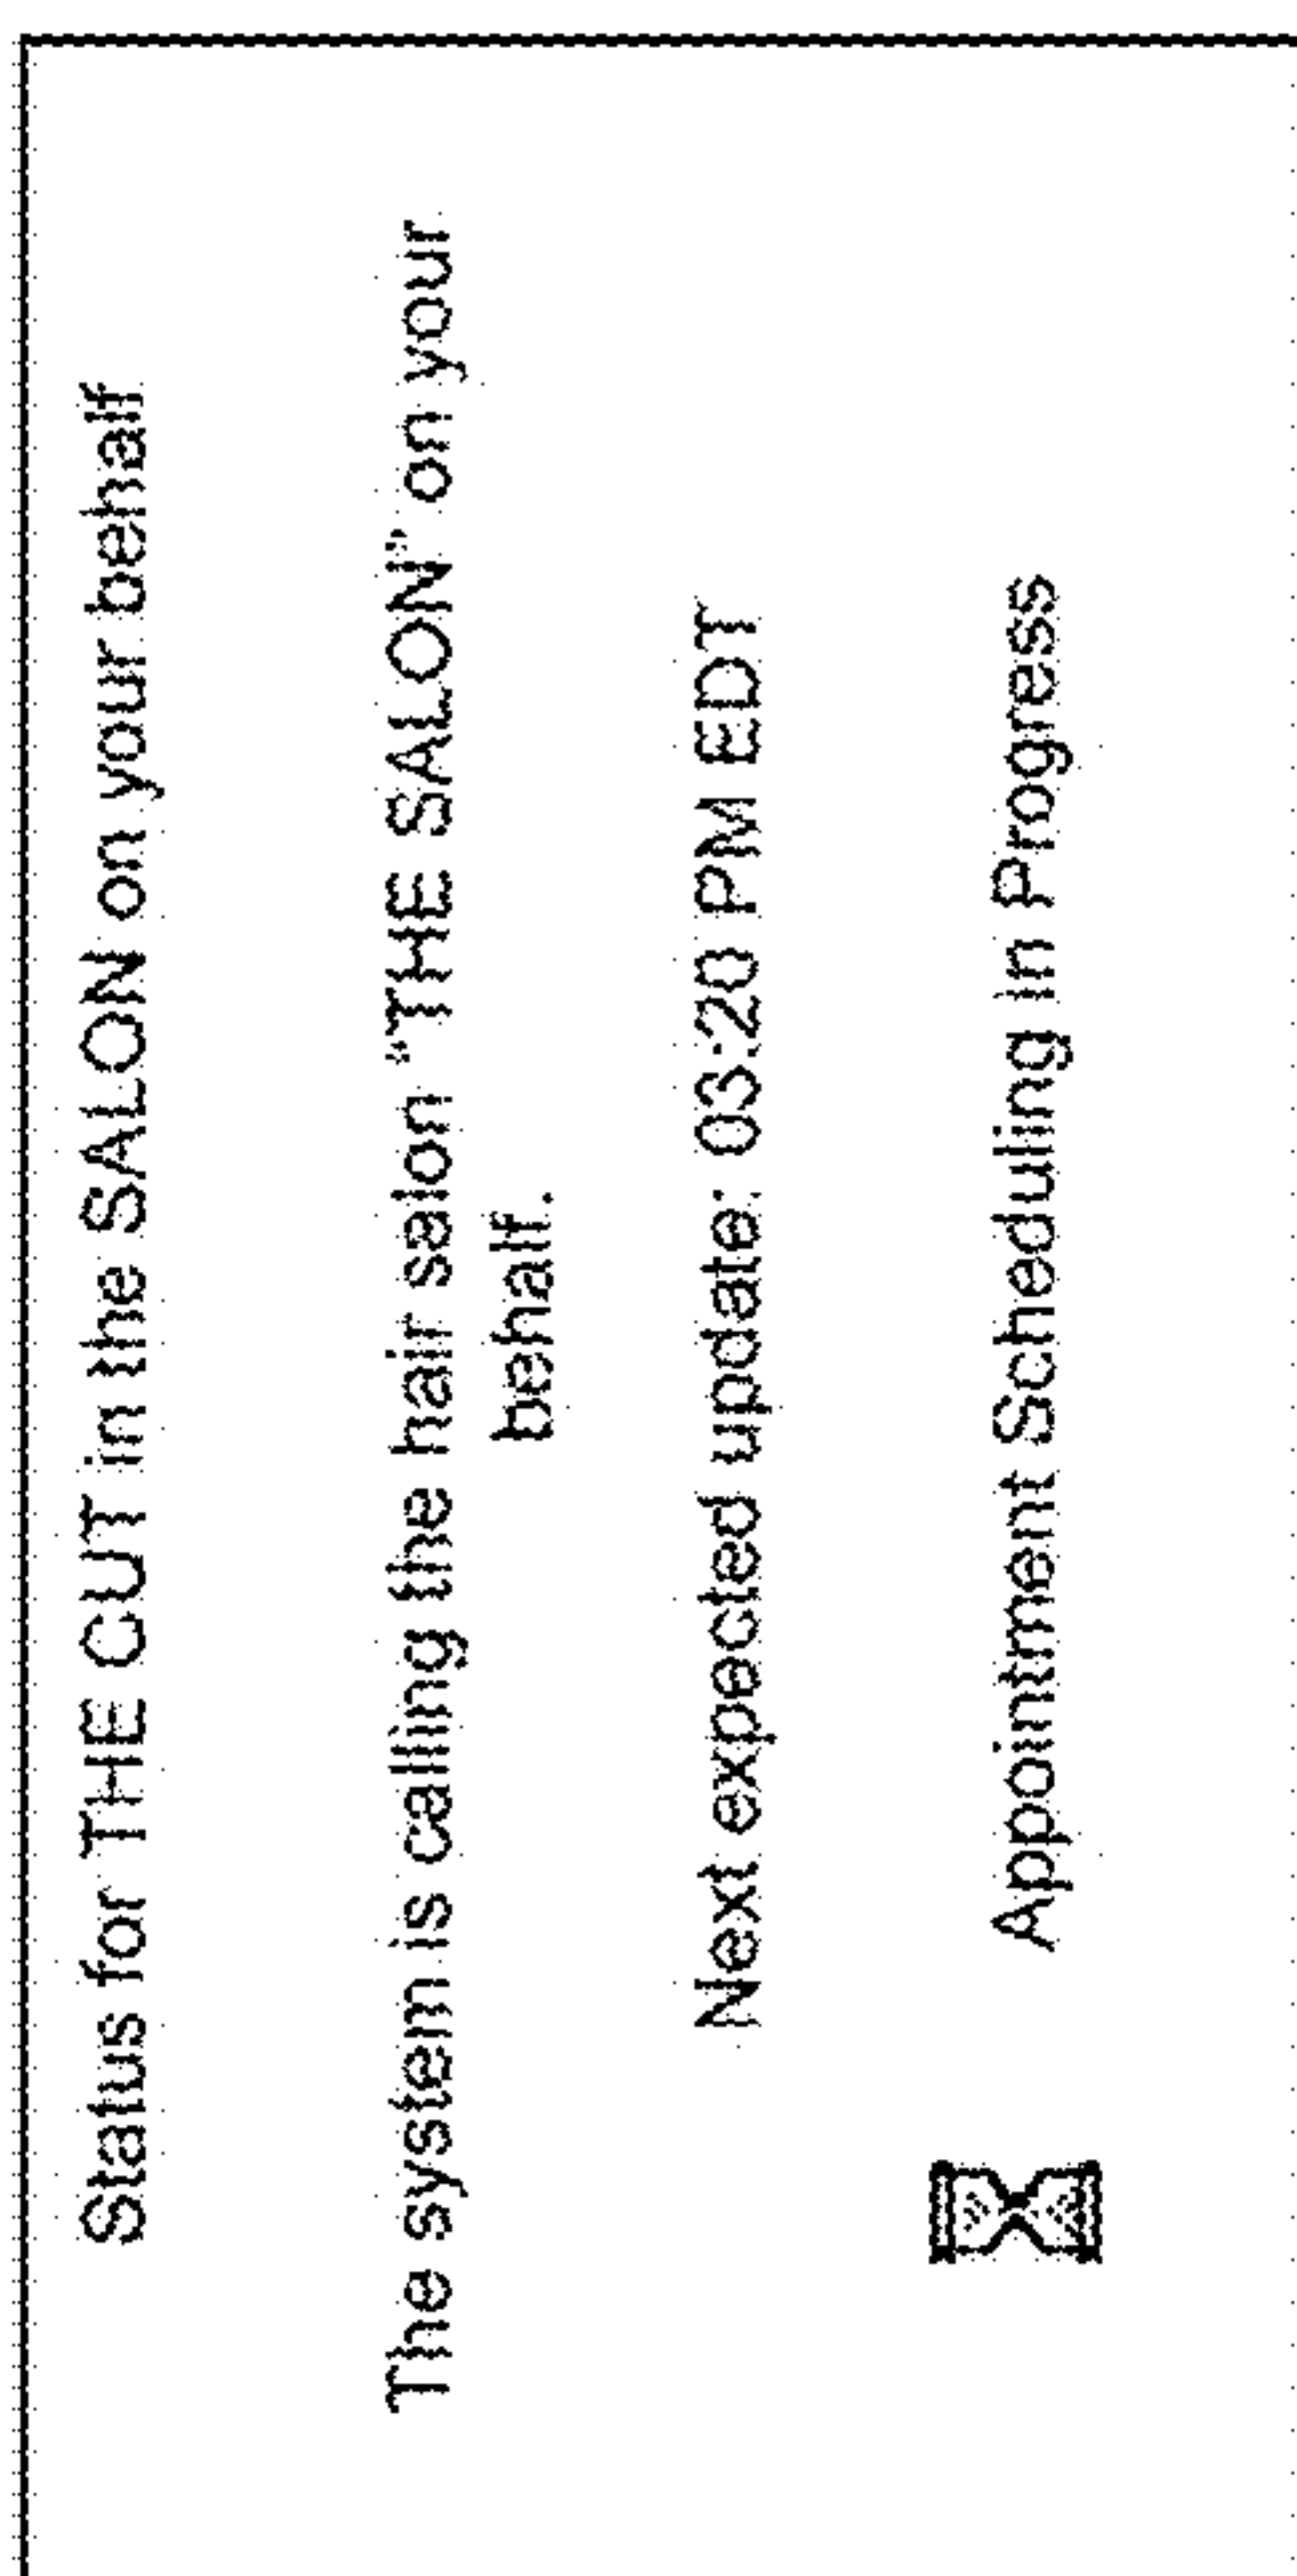 Status for THE CUT in the SALON on your behalf
The system is calling the hair salon "THE SALON" on your
behalf.
Next expected update: 03:20 PM EDT
Appointment Scheduling in Progress